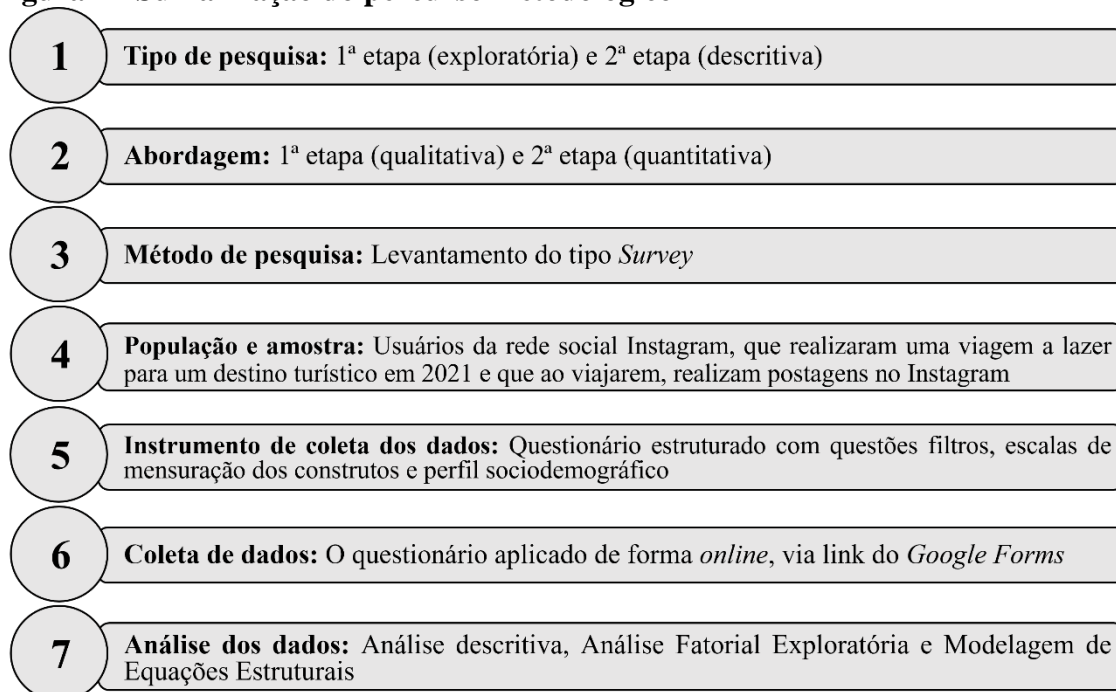 1
Tipo de pesquisa: 1ª etapa (exploratória) e 2ª etapa (descritiva)
2
Abordagem: 1ª etapa (qualitativa) e 2ª etapa (quantitativa)
3
Método de pesquisa: Levantamento do tipo Survey
4
População e amostra: Usuários da rede social Instagram, que realizaram uma viagem a lazer
para um destino turístico em 2021 e que ao viajarem, realizam postagens no Instagram
5
Instrumento de coleta dos dados: Questionário estruturado com questões filtros, escalas de
mensuração dos construtos e perfil sociodemográfico
6
Coleta de dados: O questionário aplicado de forma online, via link do Google Forms
7
Análise dos dados: Análise descritiva, Análise Fatorial Exploratória e Modelagem de
Equações Estruturais